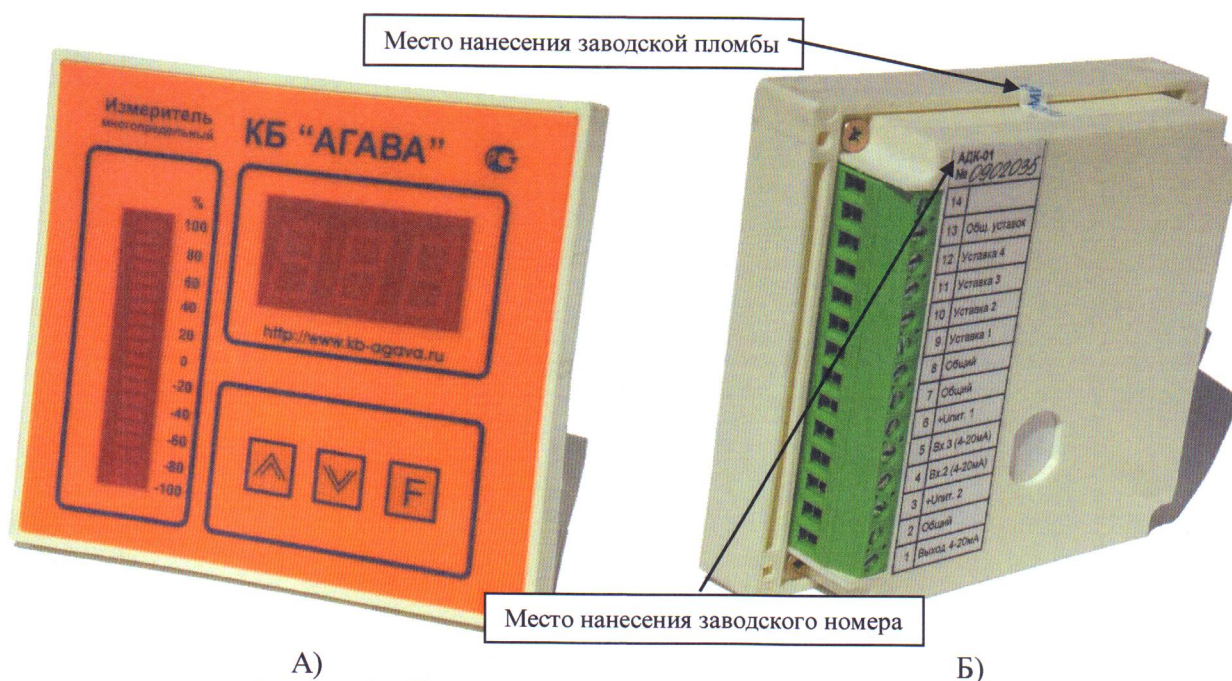 Место нанесения заводской пломбы
Измеритель
многопредельный
КБ “АГАВА”
%
100
80
60
40
20
0
-20
-40
-60
-80
-100
http://www.kb-agava.ru
F
АДК-01
№ 0902035
14
13 Общ. уставок
12 Уставка 4
11 Уставка 3
10 Уставка 2
9 Уставка 1
8 Общий
7 Общий
6 +Uпит. 1
5 Вх.3 (4-20мА)
4 Вх.2 (4-20мА)
3 +Uпит. 2
2 Общий
1 Выход 4-20мА
Место нанесения заводского номера
А)
Б)